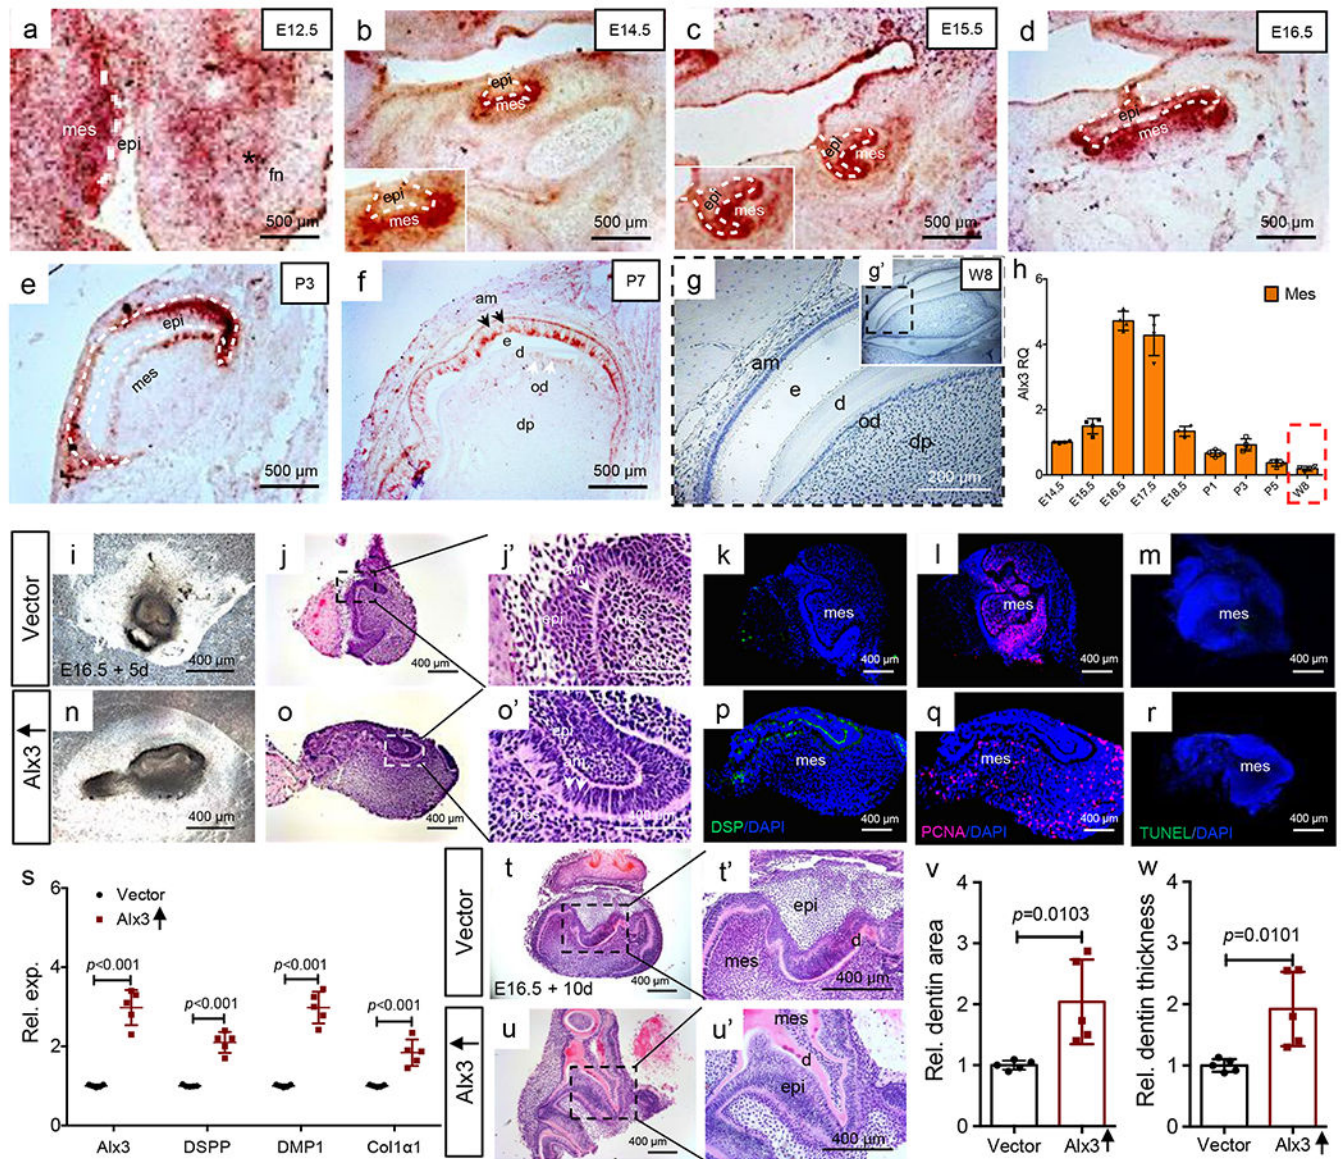 a E12.5
mes
epi
*
fn
500 µm
b E14.5
epi
mes
epi
mes
500 µm
c E15.5
epi
mes
epi
mes
500 µm
d E16.5
epi
mes
500 µm
e P3
epi
mes
500 µm
f P7
am
e
d
od
dp
500 µm
g g' W8
am
e
d
od
dp
200 µm
h
Mes
Alx3 RQ
6
4
2
0
E14.5 E15.5 E16.5 E17.5 E18.5 P1 P3 P5 W8
Vector
i
E16.5 + 5d
400 µm
j
400 µm
j'
am
epi
mes
400 µm
k
mes
400 µm
l
mes
400 µm
m
mes
400 µm
Alx3
n
400 µm
o
400 µm
o'
epi
am
mes
400 µm
p
mes
DSP/DAPI
400 µm
q
mes
PCNA/DAPI
400 µm
r
mes
TUNEL/DAPI
400 µm
s
Vector
Alx3
Rel. exp.
6
4
2
0
p<0.001
p<0.001
p<0.001
p<0.001
Alx3 DSPP DMP1 Col1α1
Vector
t
E16.5 + 10d
400 µm
t'
epi
d
mes
400 µm
Alx3
u
400 µm
u'
mes
d
epi
400 µm
v
Rel. dentin area
4
3
2
1
0
p=0.0103
Vector Alx3
w
Rel. dentin thickness
4
3
2
1
0
p=0.0101
Vector Alx3